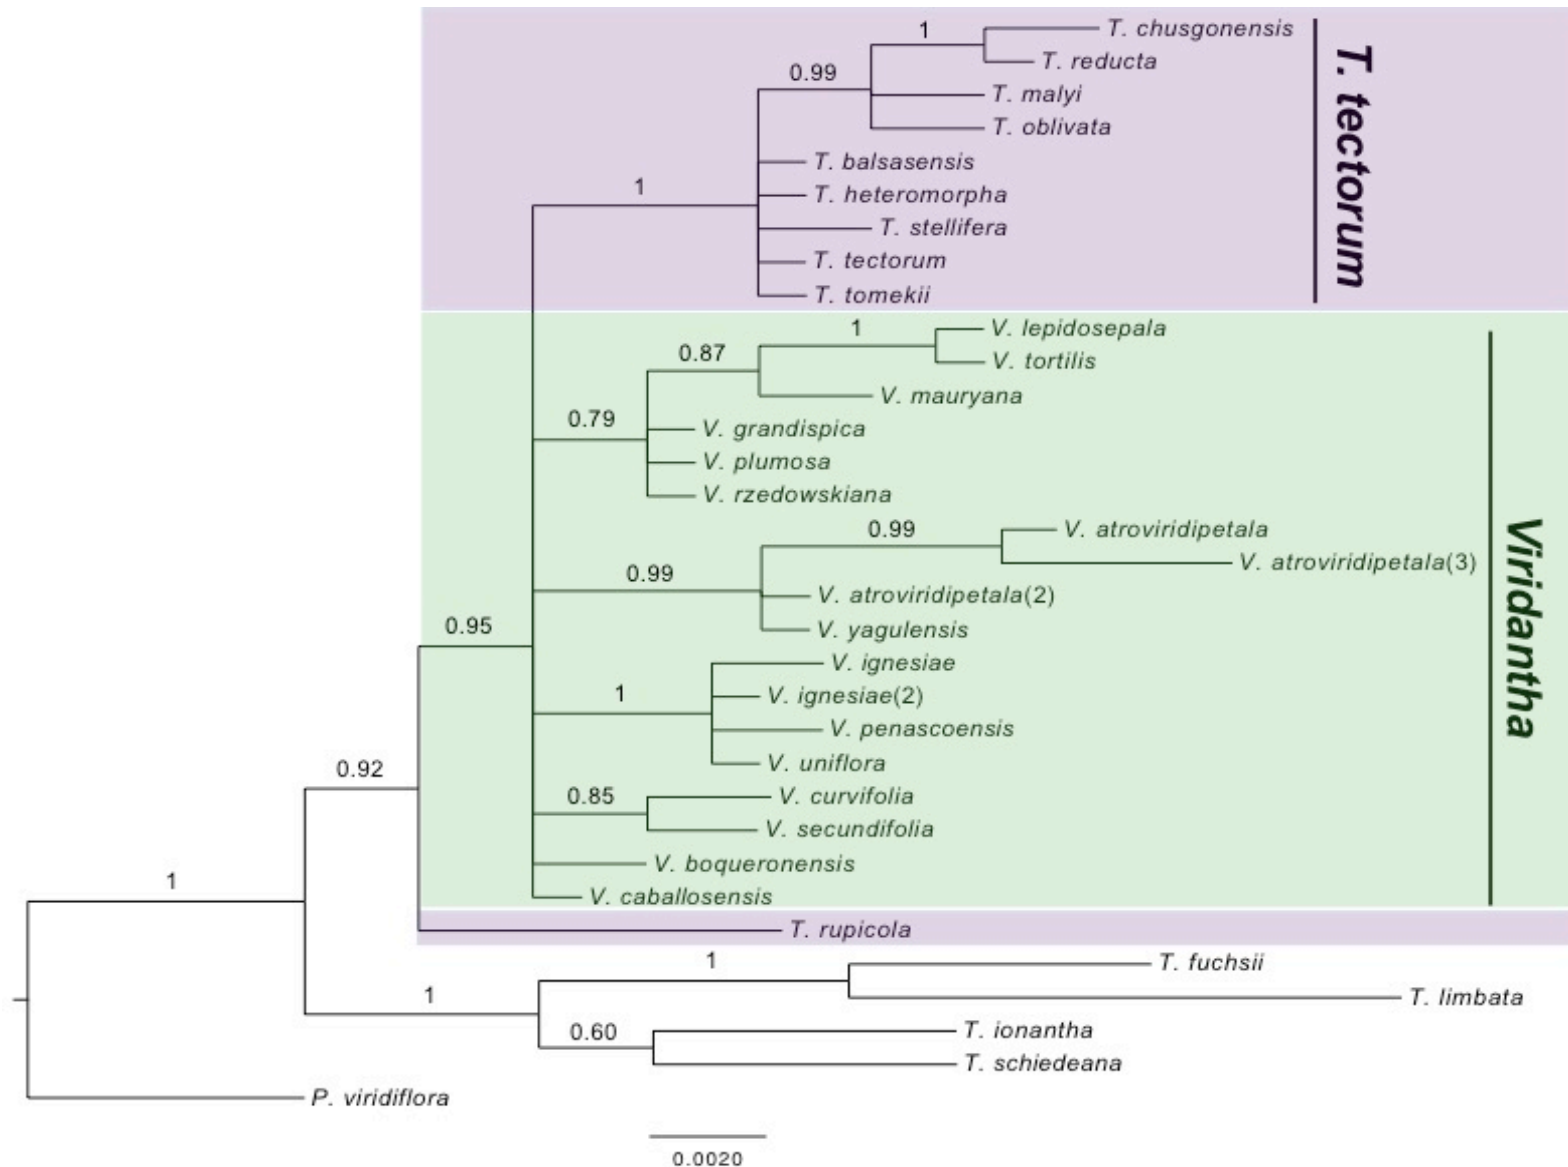 1
T. chusgonensis
T. reducta
0.99
T. malyi
T. oblivata
T. balsasensis
1
T. heteromorpha
T. stellifera
T. tectorum
T. tomekii
T. tectorum
1
V. lepidosepala
0.87
V. tortilis
V. mauryana
0.79
V. grandispica
V. plumosa
V. rzedowskiana
0.99
V. atroviridipetala
V. atroviridipetala(3)
0.99
V. atroviridipetala(2)
0.95
V. yagulensis
V. ignesiae
1
V. ignesiae(2)
V. penascoensis
V. uniflora
0.92
0.85
V. curvifolia
V. secundifolia
V. boqueronensis
1
V. caballosensis
Viridantha
T. rupicola
1
T. fuchsii
1
T. limbata
0.60
T. ionantha
T. schiedeana
P. viridiflora
0.0020